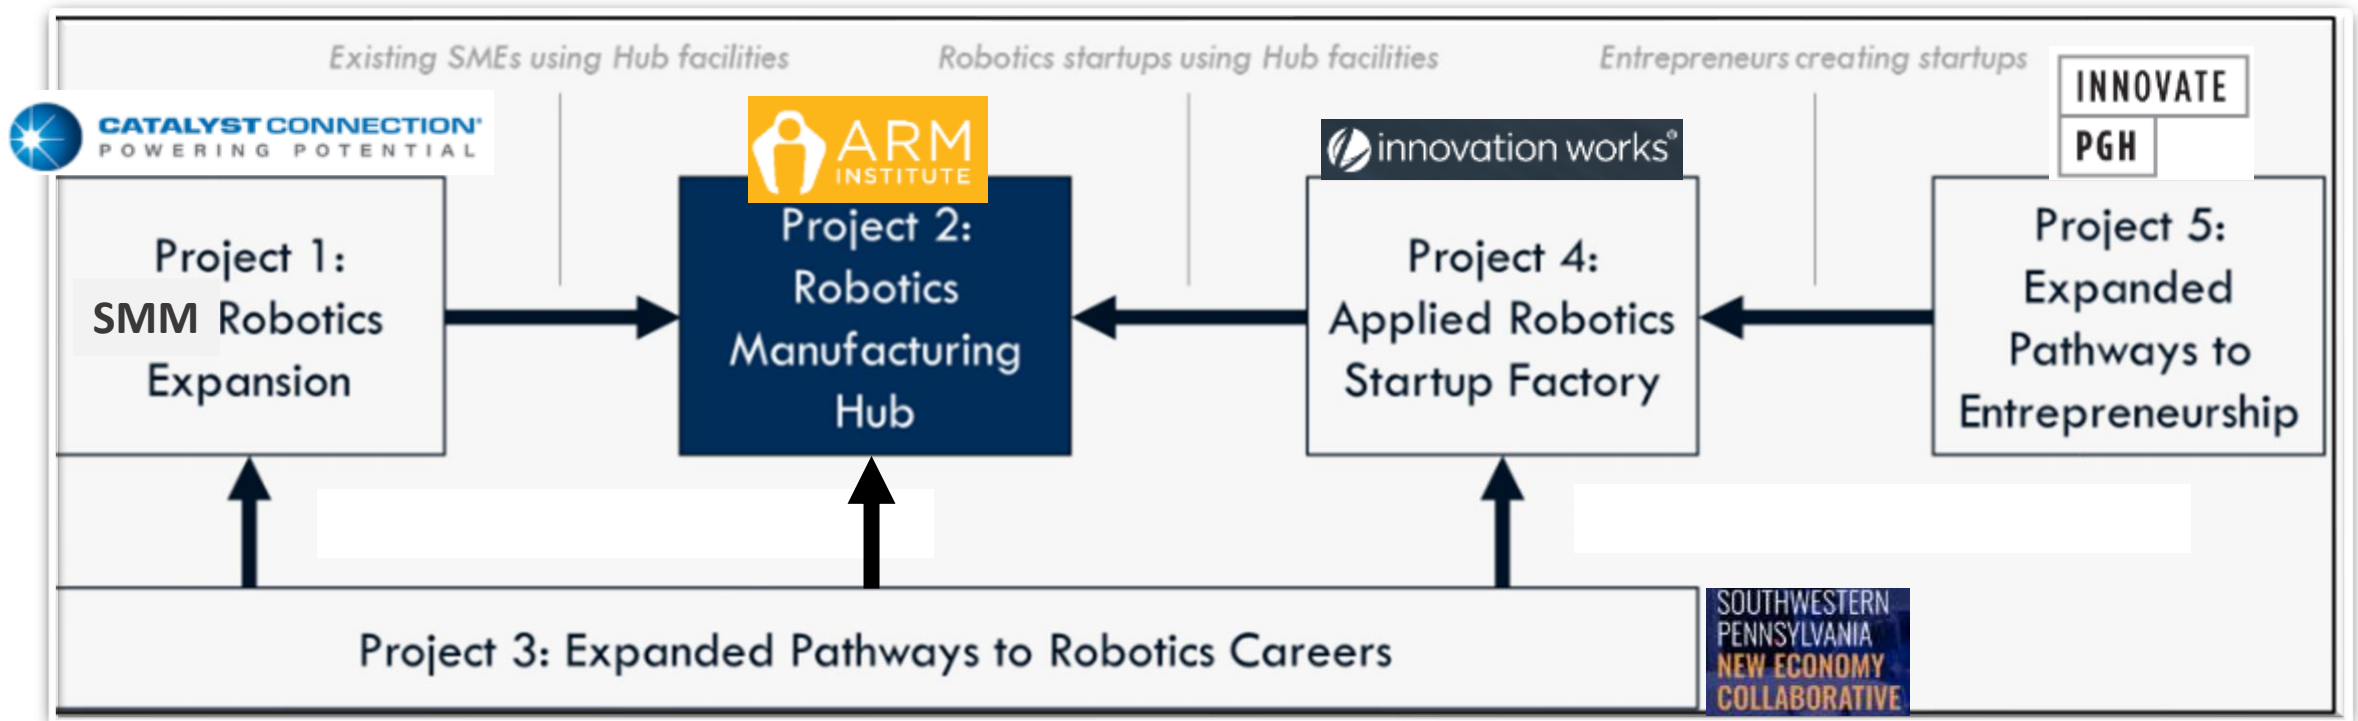 Existing SMEs using Hub facilities
Robotics startups using Hub facilities
Entrepreneurs creating startups
CATALYST CONNECTION®
POWERING POTENTIAL
ARM
INSTITUTE
innovation works®
INNOVATE
PGH
Project 1:
SMM Robotics
Expansion
Project 2:
Robotics
Manufacturing
Hub
Project 4:
Applied Robotics
Startup Factory
Project 5:
Expanded
Pathways to
Entrepreneurship
Project 3: Expanded Pathways to Robotics Careers
SOUTHWESTERN
PENNSYLVANIA
NEW ECONOMY
COLLABORATIVE